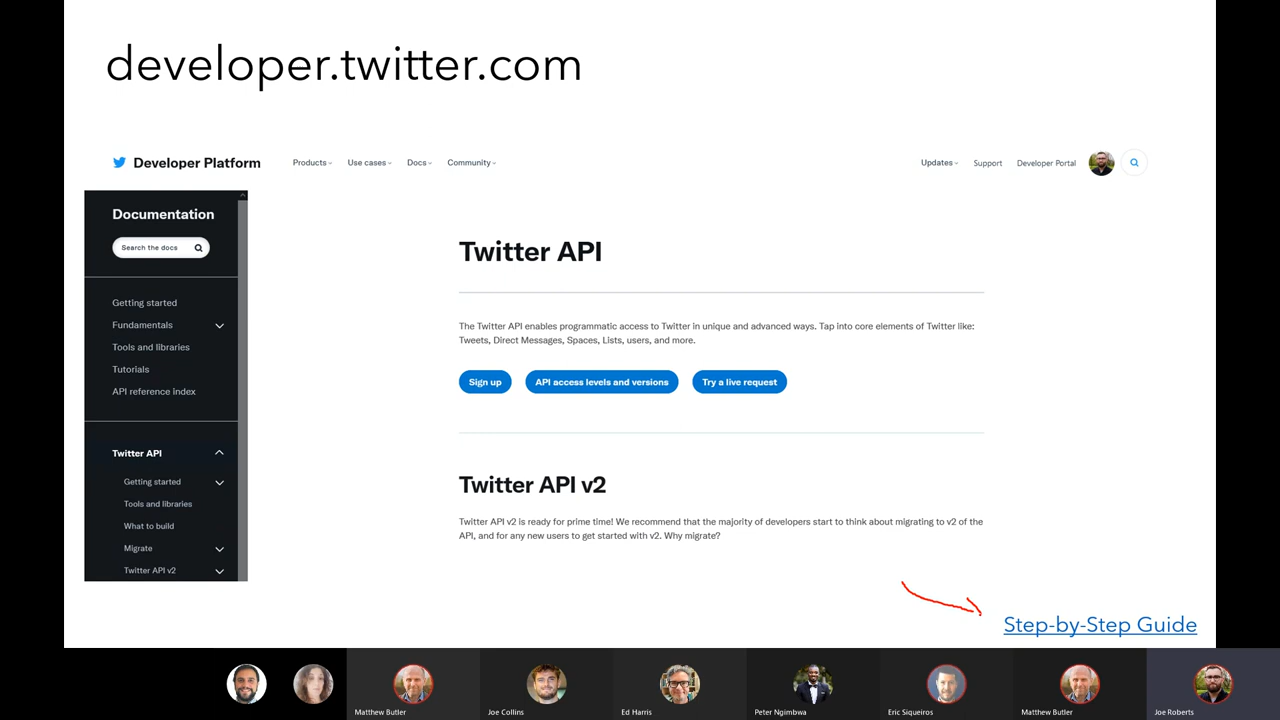 developer.twitter.com
Developer Platform
Products
Use cases
Docs
Community
Updates
Support
Developer Portal
Documentation
Search the docs
Getting started
Fundamentals
Tools and libraries
Tutorials
API reference index
Twitter API
Getting started
Tools and libraries
What to build
Migrate
Twitter API v2
Twitter API
The Twitter API enables programmatic access to Twitter in unique and advanced ways. Tap into core elements of Twitter like:
Tweets, Direct Messages, Spaces, Lists, users, and more.
Sign up
API access levels and versions
Try a live request
Twitter API v2
Twitter API v2 is ready for prime time! We recommend that the majority of developers start to think about migrating to v2 of the
API, and for any new users to get started with v2. Why migrate?
Step-by-Step Guide
Matthew Butler
Joe Collins
Ed Harris
Peter Ngimbwa
Eric Siqueiros
Matthew Butler
Joe Roberts